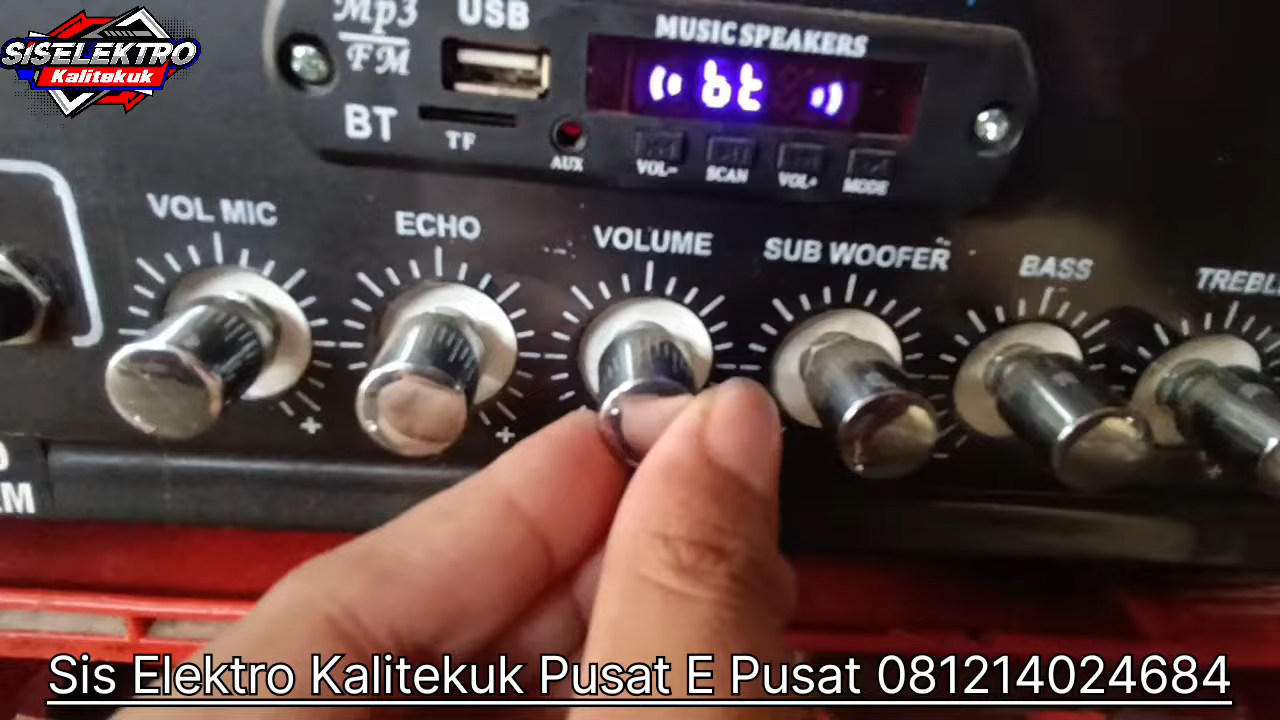 SISELEKTRO
Kalitekuk
Mp3
FM
USB
BT
TF
AUX
MUSIC SPEAKERS
bt
VOL-
SCAN
VOL+
MODE
VOL MIC
ECHO
VOLUME
SUB WOOFER
BASS
TREBL
+
+
Sis Elektro Kalitekuk Pusat E Pusat 081214024684